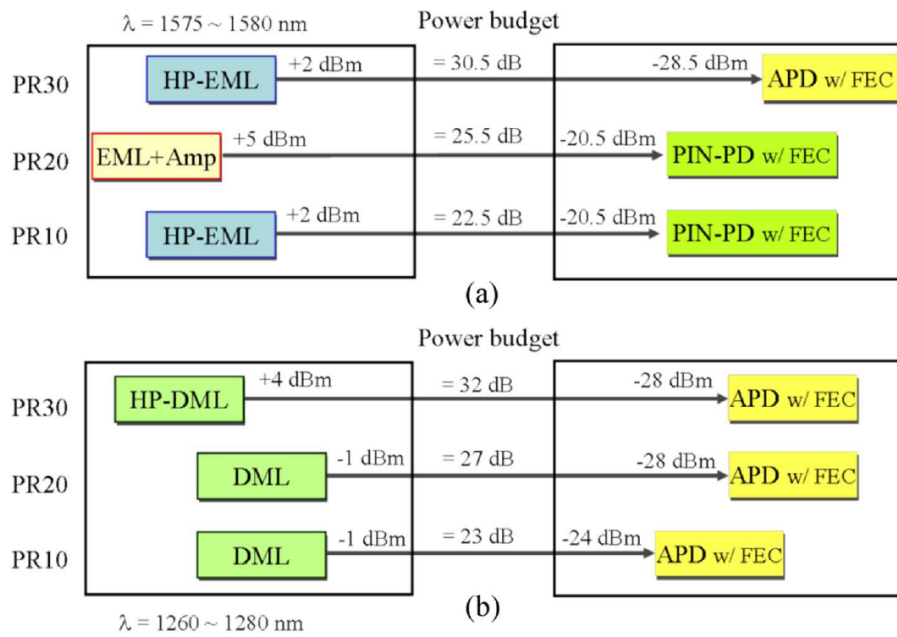 λ = 1575 ~ 1580 nm
Power budget
PR30 HP-EML +2 dBm = 30.5 dB -28.5 dBm APD w/ FEC
PR20 EML+Amp +5 dBm = 25.5 dB -20.5 dBm PIN-PD w/ FEC
PR10 HP-EML +2 dBm = 22.5 dB -20.5 dBm PIN-PD w/ FEC
(a)
Power budget
PR30 HP-DML +4 dBm = 32 dB -28 dBm APD w/ FEC
PR20 DML -1 dBm = 27 dB -28 dBm APD w/ FEC
PR10 DML -1 dBm = 23 dB -24 dBm APD w/ FEC
(b)
λ = 1260 ~ 1280 nm